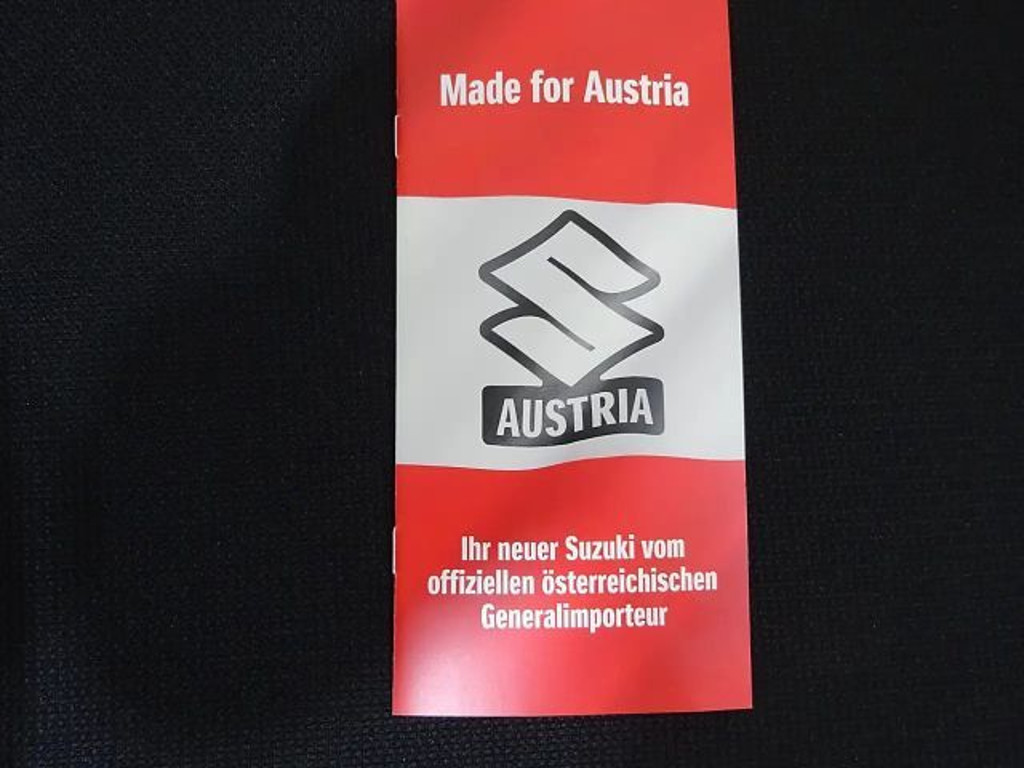 Made for Austria
AUSTRIA
Ihr neuer Suzuki vom
offiziellen österreichischen
Generalimporteur